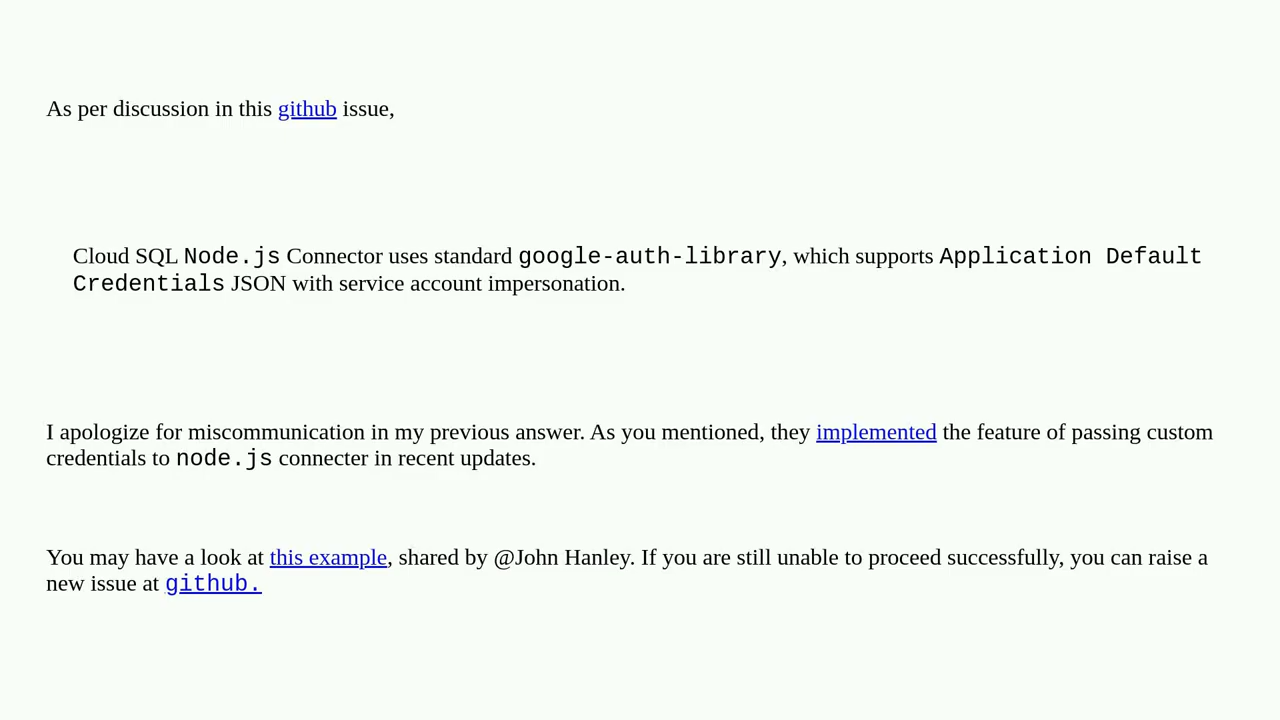 As per discussion in this github issue,
Cloud SQL Node.js Connector uses standard google-auth-library, which supports Application Default
Credentials JSON with service account impersonation.
I apologize for miscommunication in my previous answer. As you mentioned, they implemented the feature of passing custom
credentials to node.js connecter in recent updates.
You may have a look at this example, shared by @John Hanley. If you are still unable to proceed successfully, you can raise a
new issue at github.